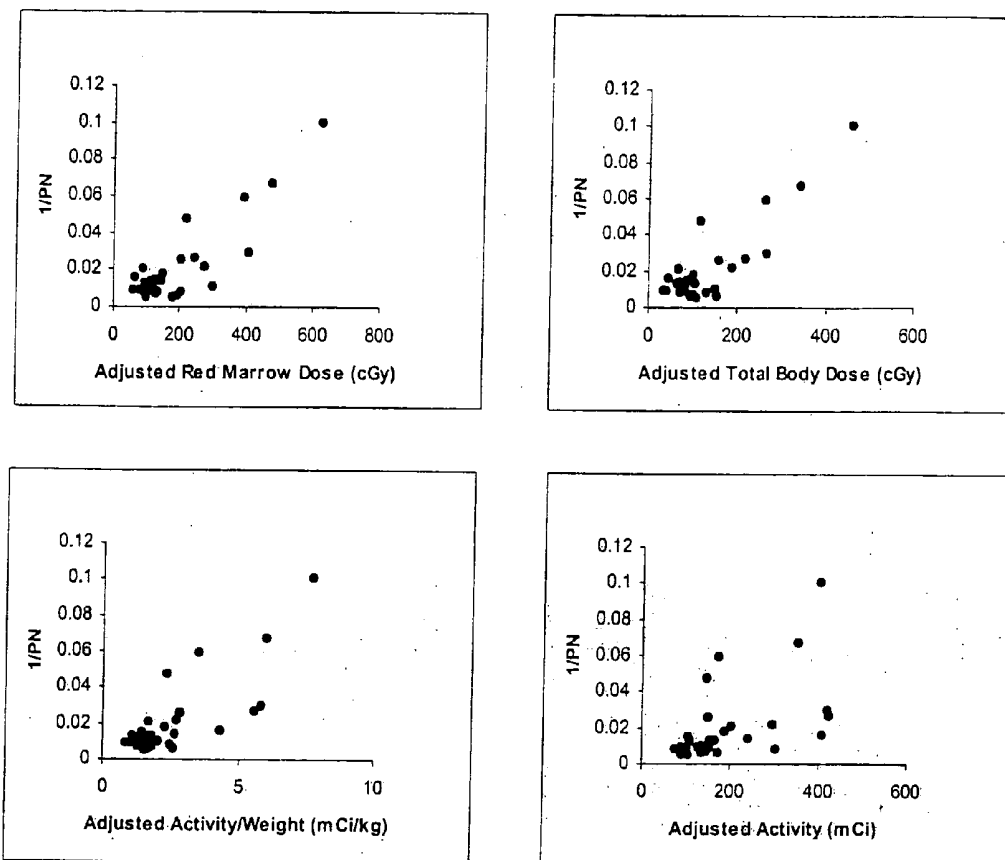 0.12
0.1
0.08
0.06
0.04
0.02
0
1/PN
0 200 400 600 800
Adjusted Red Marrow Dose (cGy)
0.12
0.1
0.08
0.06
0.04
0.02
0
1/PN
0 200 400 600
Adjusted Total Body Dose (cGy)
0.12
0.1
0.08
0.06
0.04
0.02
0
1/PN
0 5 10
Adjusted Activity/Weight (mCi/kg)
0.12
0.1
0.08
0.06
0.04
0.02
0
1/PN
0 200 400 600
Adjusted Activity (mCi)